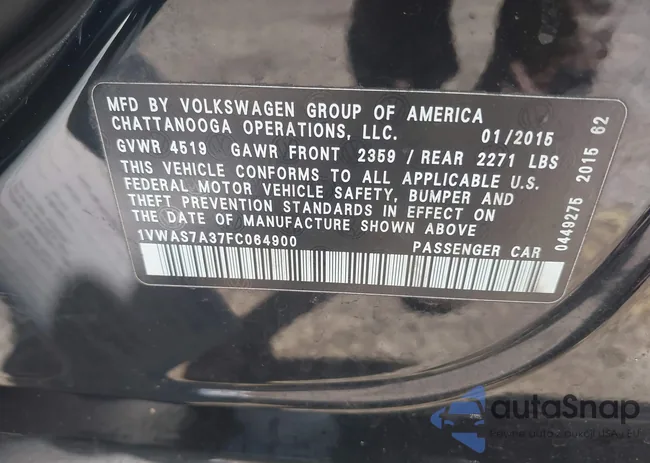 MFD BY VOLKSWAGEN GROUP OF AMERICA
CHATTANOOGA OPERATIONS, LLC. 01/2015
GVWR 4519 GAWR FRONT 2359 / REAR 2271 LBS
THIS VEHICLE CONFORMS TO ALL APPLICABLE U.S.
FEDERAL MOTOR VEHICLE SAFETY, BUMPER AND
THEFT PREVENTION STANDARDS IN EFFECT ON
THE DATE OF MANUFACTURE SHOWN ABOVE
1VWAS7A37FC064900 PASSENGER CAR
0449275 2015 62
autoSnap